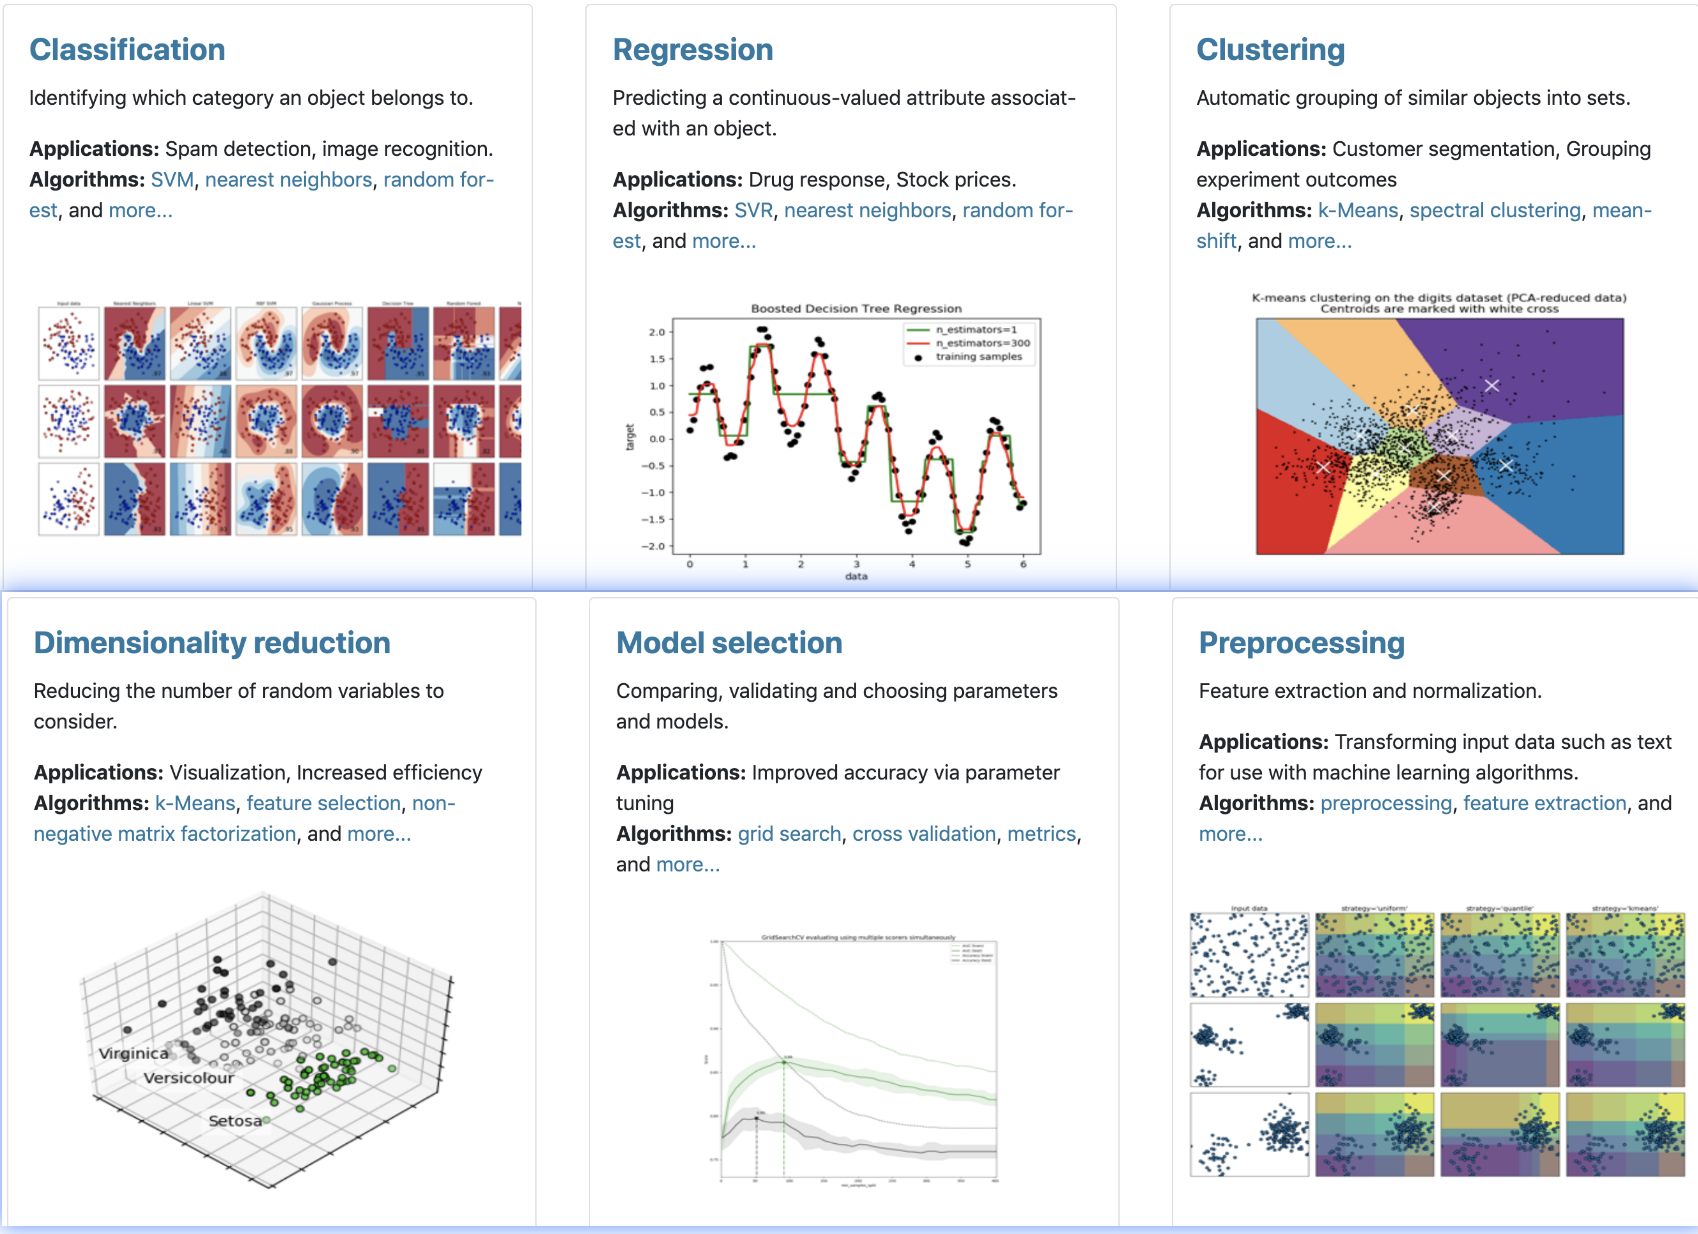 Classification
Identifying which category an object belongs to.
Applications: Spam detection, image recognition.
Algorithms: SVM, nearest neighbors, random for-
est, and more...
Input data
Nearest Neighbors
Linear SVM
RBF SVM
Gaussian Process
Decision Tree
Random Forest
Regression
Predicting a continuous-valued attribute associat-
ed with an object.
Applications: Drug response, Stock prices.
Algorithms: SVR, nearest neighbors, random for-
est, and more...
Boosted Decision Tree Regression
n_estimators=1
n_estimators=300
training samples
target
2.0
1.5
1.0
0.5
0.0
−0.5
−1.0
−1.5
−2.0
0 1 2 3 4 5 6
data
Clustering
Automatic grouping of similar objects into sets.
Applications: Customer segmentation, Grouping
experiment outcomes
Algorithms: k-Means, spectral clustering, mean-
shift, and more...
K-means clustering on the digits dataset (PCA-reduced data)
Centroids are marked with white cross
Dimensionality reduction
Reducing the number of random variables to
consider.
Applications: Visualization, Increased efficiency
Algorithms: k-Means, feature selection, non-
negative matrix factorization, and more...
Virginica
Versicolour
Setosa
Model selection
Comparing, validating and choosing parameters
and models.
Applications: Improved accuracy via parameter
tuning
Algorithms: grid search, cross validation, metrics,
and more...
GridSearchCV evaluating using multiple scorers simultaneously
Preprocessing
Feature extraction and normalization.
Applications: Transforming input data such as text
for use with machine learning algorithms.
Algorithms: preprocessing, feature extraction, and
more...
Input data
strategy='uniform'
strategy='quantile'
strategy='kmeans'